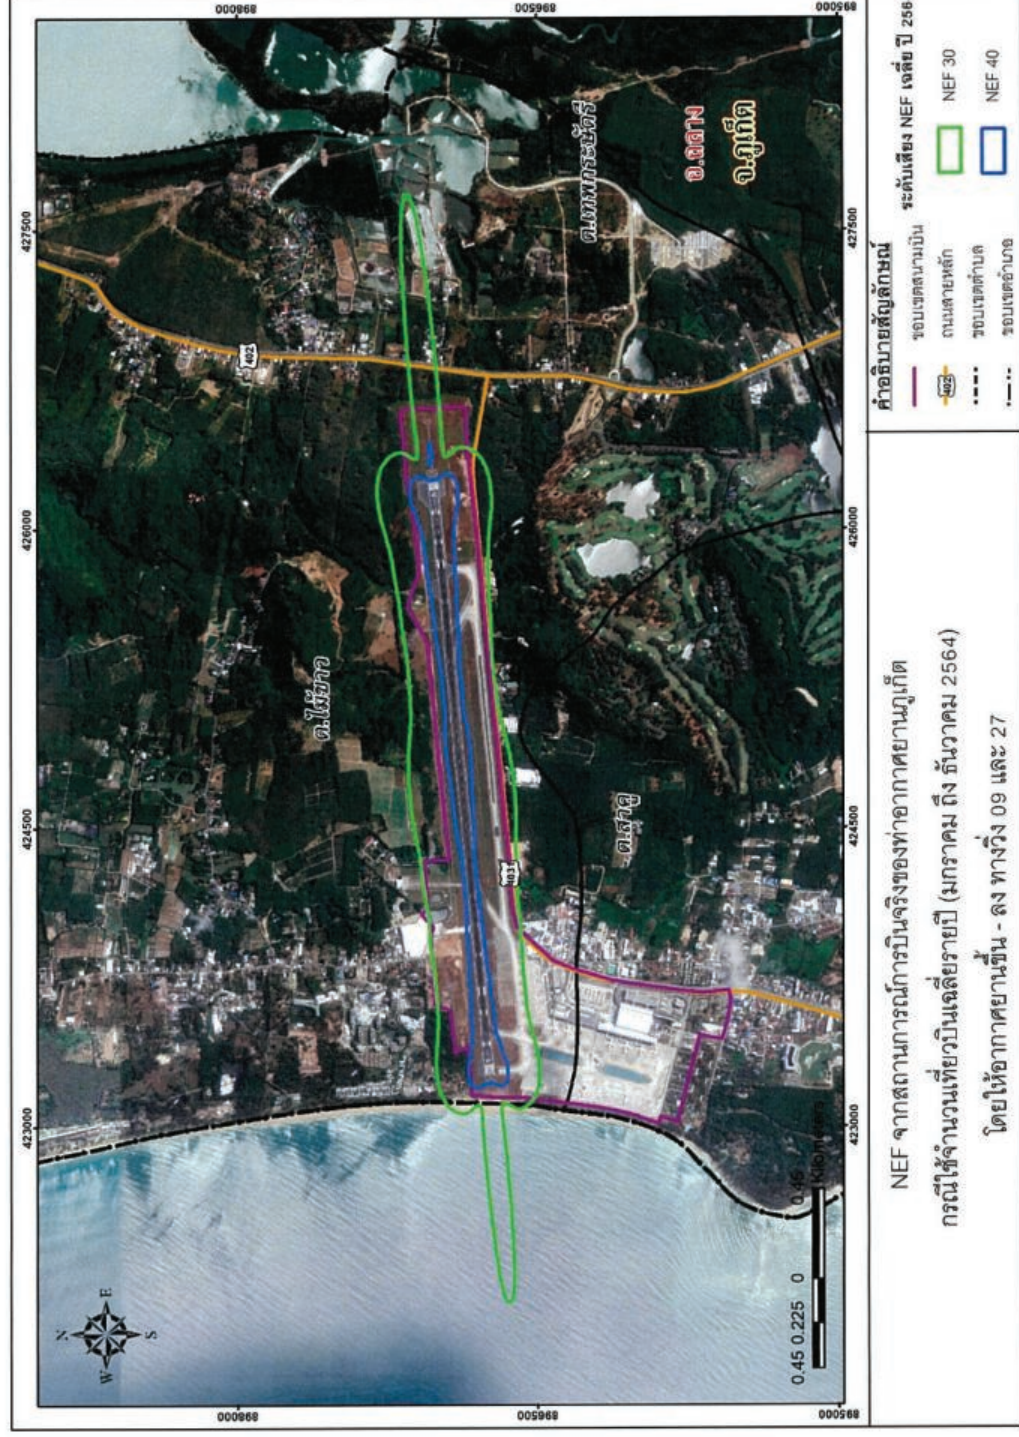 898000
896500
895000
427500
426000
424500
423000
427500
426000
424500
423000
898000
896500
895000
N
E
S
W
ต.ไม้ขาว
ต.สาคู
ต.เทพกระษัตรี
อ.ถลาง
จ.ภูเก็ต
402
403
0.45 0.225 0 0.45
Kilometers
NEF จากสถานการณ์การบินจริงของท่าอากาศยานภูเก็ต
กรณีใช้จำนวนเที่ยวบินเฉลี่ยรายปี (มกราคม ถึง ธันวาคม 2564)
โดยให้อากาศยานขึ้น - ลง ทางวิ่ง 09 และ 27
คำอธิบายสัญลักษณ์
ขอบเขตสนามบิน
402 ถนนสายหลัก
ขอบเขตตำบล
ขอบเขตอำเภอ
ระดับเสียง NEF เฉลี่ย ปี 256
NEF 30
NEF 40